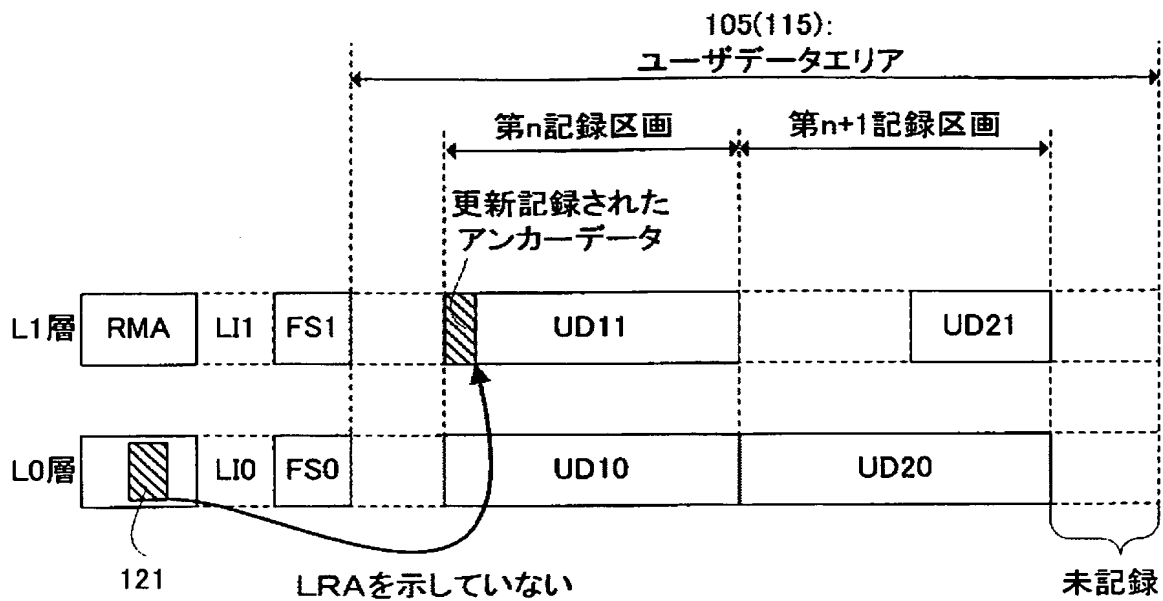 105(115):
ユーザデータエリア
第n記録区画
第n+1記録区画
更新記録された
アンカーデータ
L1層
RMA
LI1
FS1
UD11
UD21
L0層
LI0
FS0
UD10
UD20
121
LRAを示していない
未記録